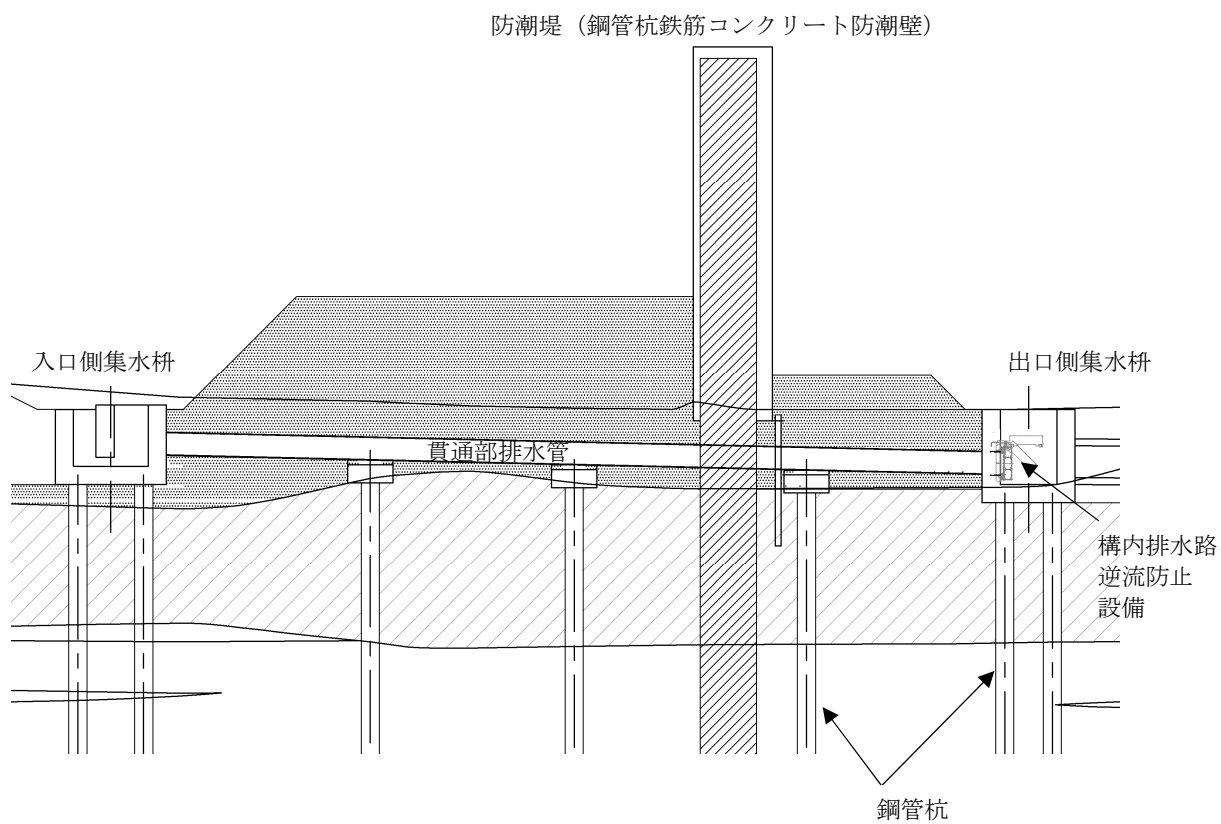 防潮堤（鋼管杭鉄筋コンクリート防潮壁）
入口側集水枡
出口側集水枡
貫通部排水管
構内排水路
逆流防止
設備
鋼管杭